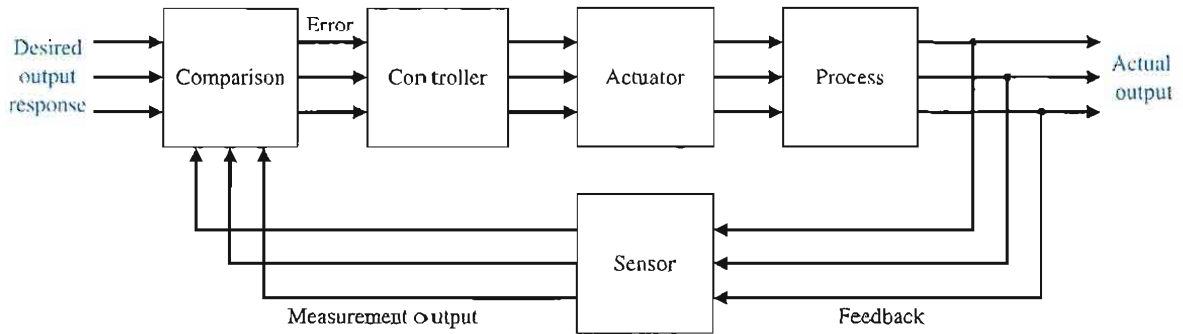 Desired
output
response
Comparison
Error
Controller
Actuator
Process
Actual
output
Sensor
Measurement output
Feedback